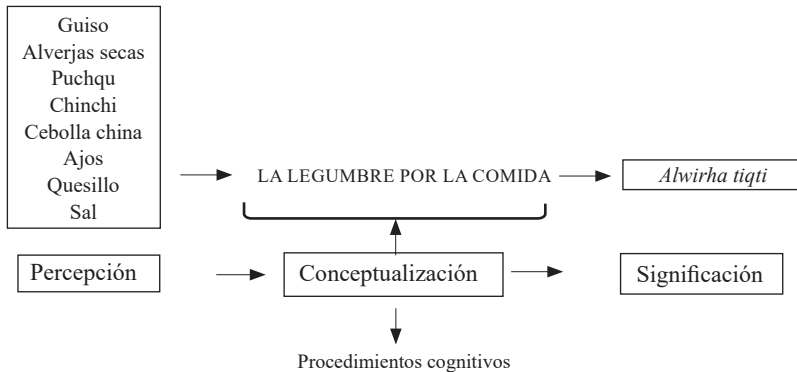 Guiso
Alverjas secas
Puchqu
Chinchi
Cebolla china
Ajos
Quesillo
Sal
LA LEGUMBRE POR LA COMIDA
Alwirha tiqti
Percepción
Conceptualización
Significación
Procedimientos cognitivos